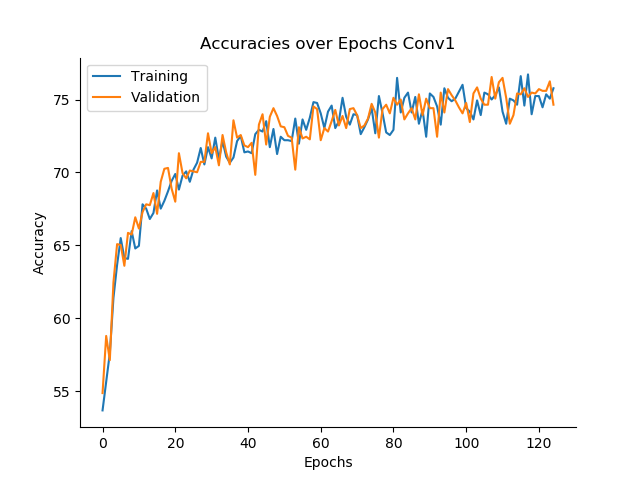 Accuracies over Epochs Conv1
Training
Validation
Accuracy
75
70
65
60
55
0 20 40 60 80 100 120
Epochs